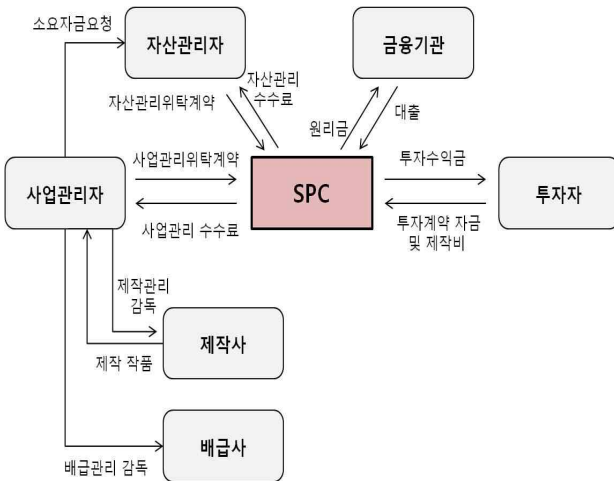 소요자금요청
자산관리자
금융기관
자산관리
수수료
자산관리위탁계약
원리금
대출
사업관리위탁계약
투자수익금
사업관리자
SPC
투자자
사업관리 수수료
투자계약 자금
및 제작비
제작관리
감독
제작사
제작 작품
배급사
배급관리 감독